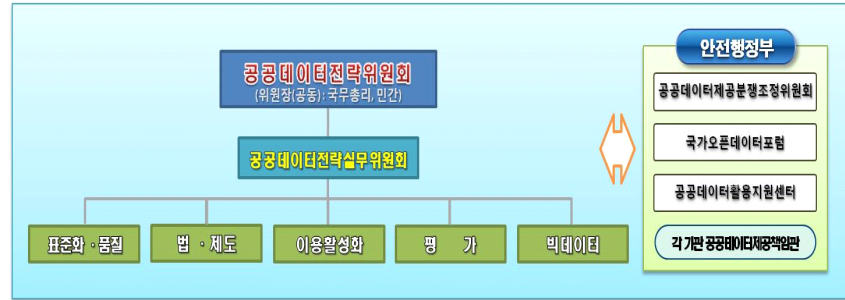 공공데이터전략위원회
(위원장(공동): 국무총리, 민간)
공공데이터전략실무위원회
표준화 · 품질
법 · 제도
이용활성화
평 가
빅데이터
안전행정부
공공데이터제공분쟁조정위원회
국가오픈데이터포럼
공공데이터활용지원센터
각 기관 공공데이터제공책임관